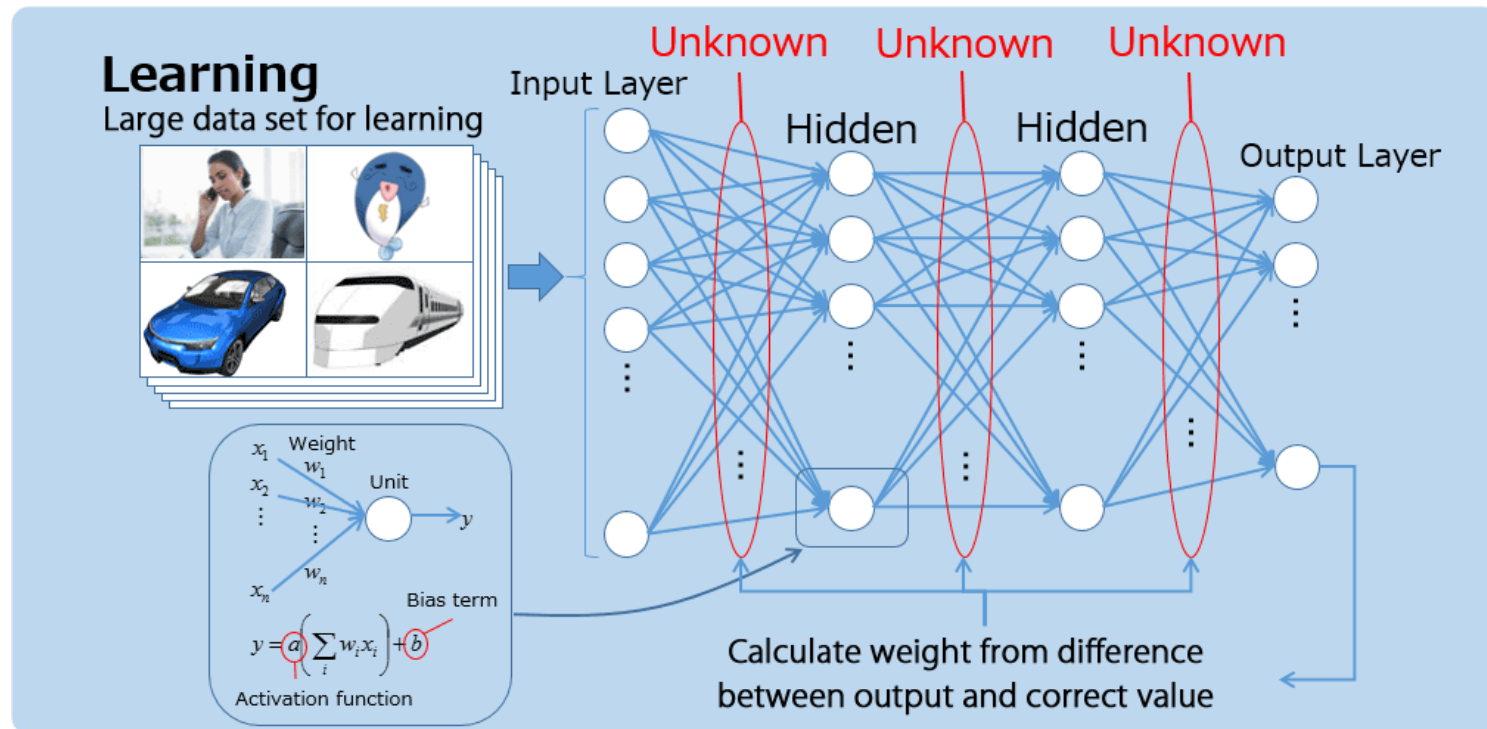 Learning
Large data set for learning
Input Layer
Unknown
Unknown
Unknown
Hidden
Hidden
Output Layer
Weight
x₁
w₁
Unit
x₂
w₂
⋮
⋮
y
xₙ
wₙ
Bias term
y = a(∑ᵢ wᵢxᵢ) + b
Activation function
Calculate weight from difference
between output and correct value